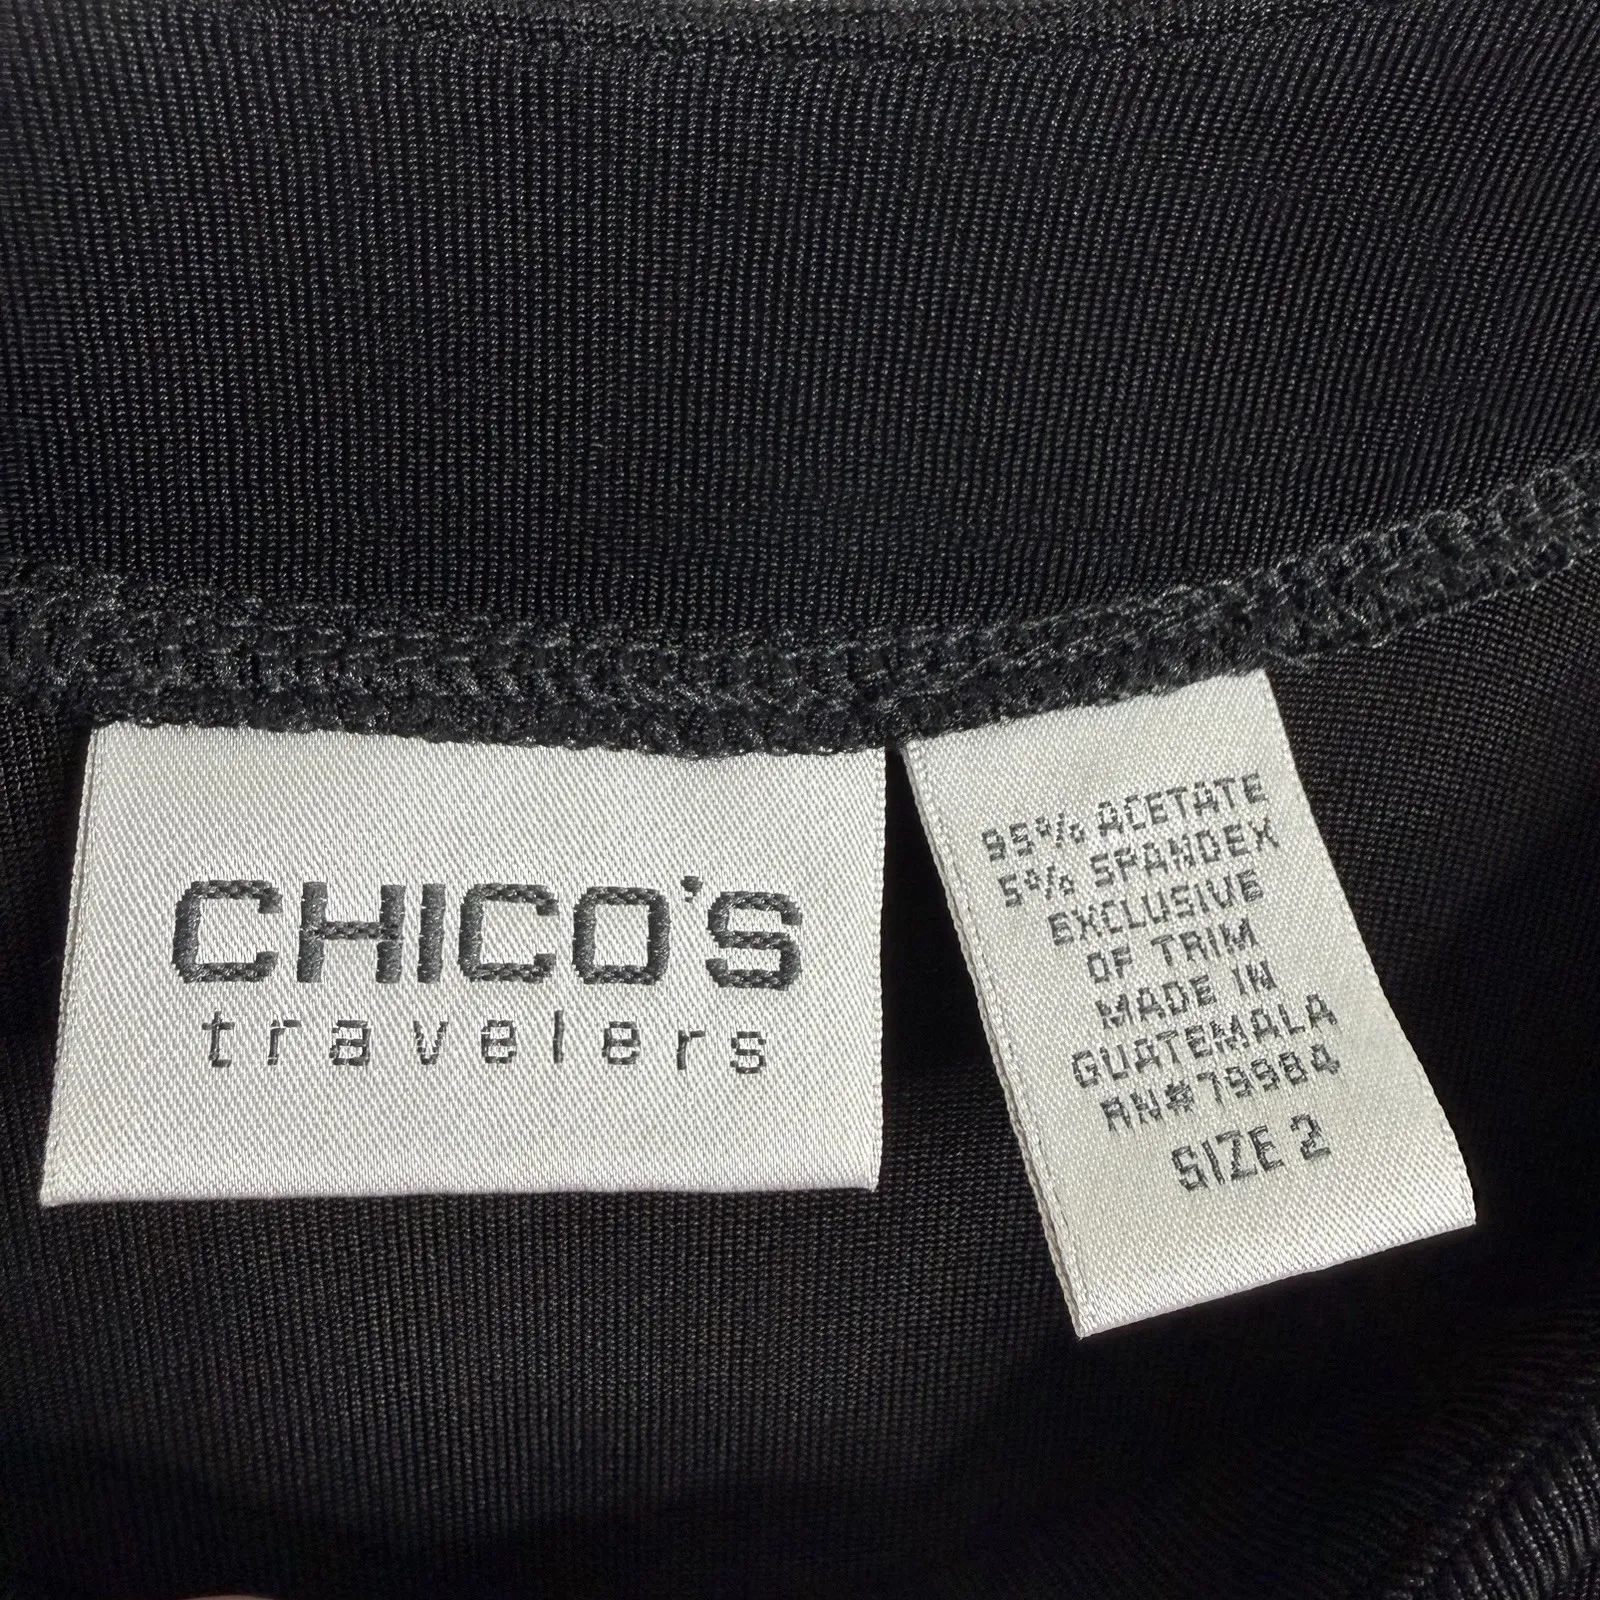 CHICO'S
travelers
95% ACETATE
5% SPANDEX
EXCLUSIVE
OF TRIM
MADE IN
GUATEMALA
RN#79984
SIZE 2